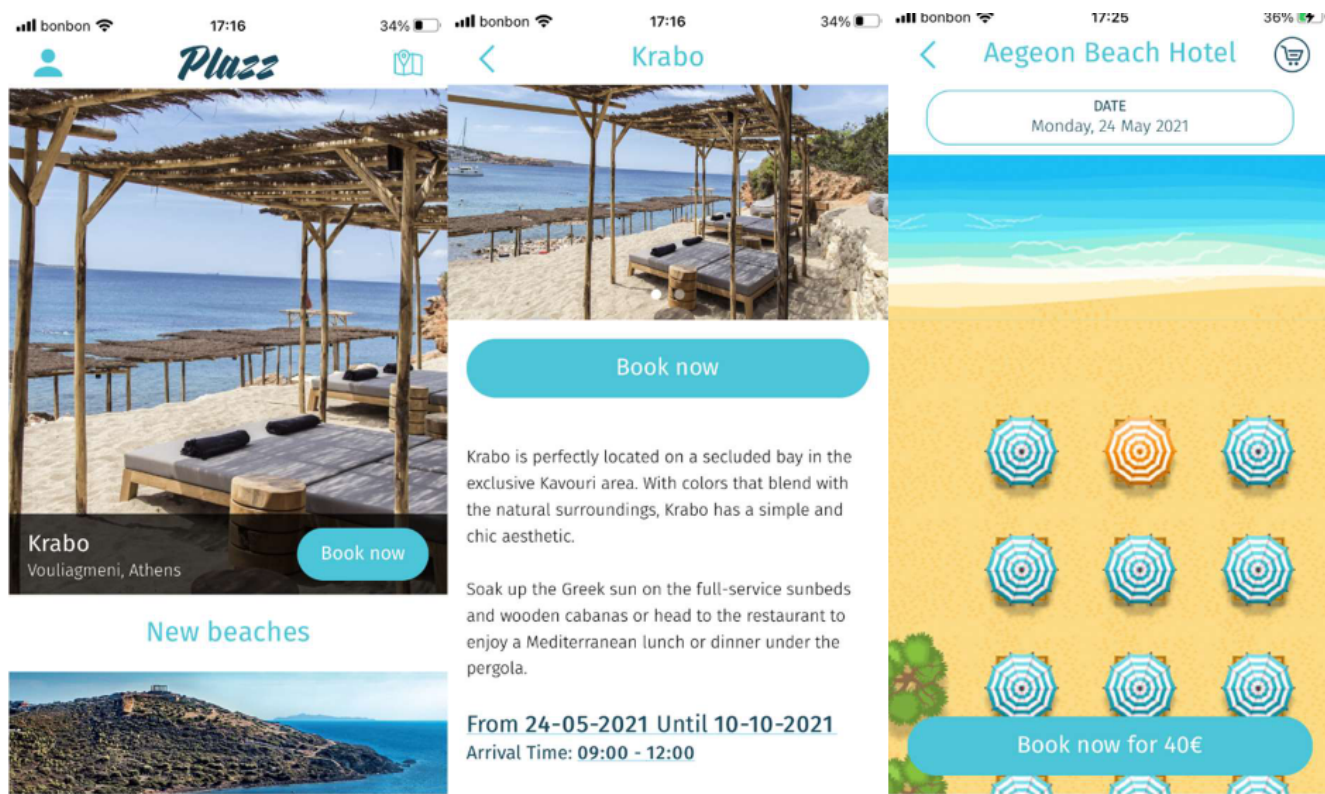 bonbon
17:16
34%
Plazz
Krabo
Vouliagmeni, Athens
Book now
New beaches
bonbon
17:16
34%
Krabo
Book now
Krabo is perfectly located on a secluded bay in the
exclusive Kavouri area. With colors that blend with
the natural surroundings, Krabo has a simple and
chic aesthetic.
Soak up the Greek sun on the full-service sunbeds
and wooden cabanas or head to the restaurant to
enjoy a Mediterranean lunch or dinner under the
pergola.
From 24-05-2021 Until 10-10-2021
Arrival Time: 09:00 - 12:00
bonbon
17:25
36%
Aegeon Beach Hotel
DATE
Monday, 24 May 2021
Book now for 40€